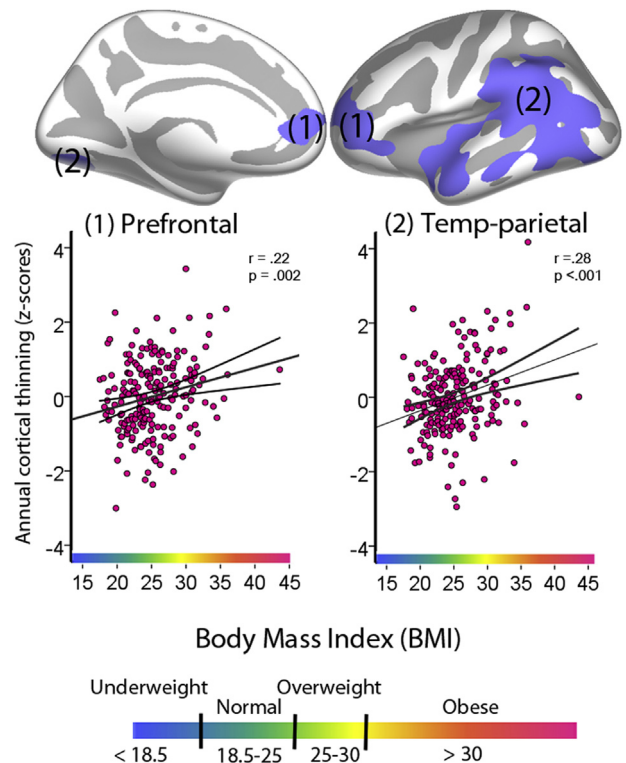 (1)
(1)
(2)
(2)
(1) Prefrontal
(2) Temp-parietal
r = .22
p = .002
r =.28
p <.001
Annual cortical thinning (z-scores)
4
2
0
-2
-4
4
2
0
-2
-4
15 20 25 30 35 40 45
15 20 25 30 35 40 45
Body Mass Index (BMI)
Underweight
Overweight
Normal
Obese
< 18.5
18.5-25
25-30
> 30